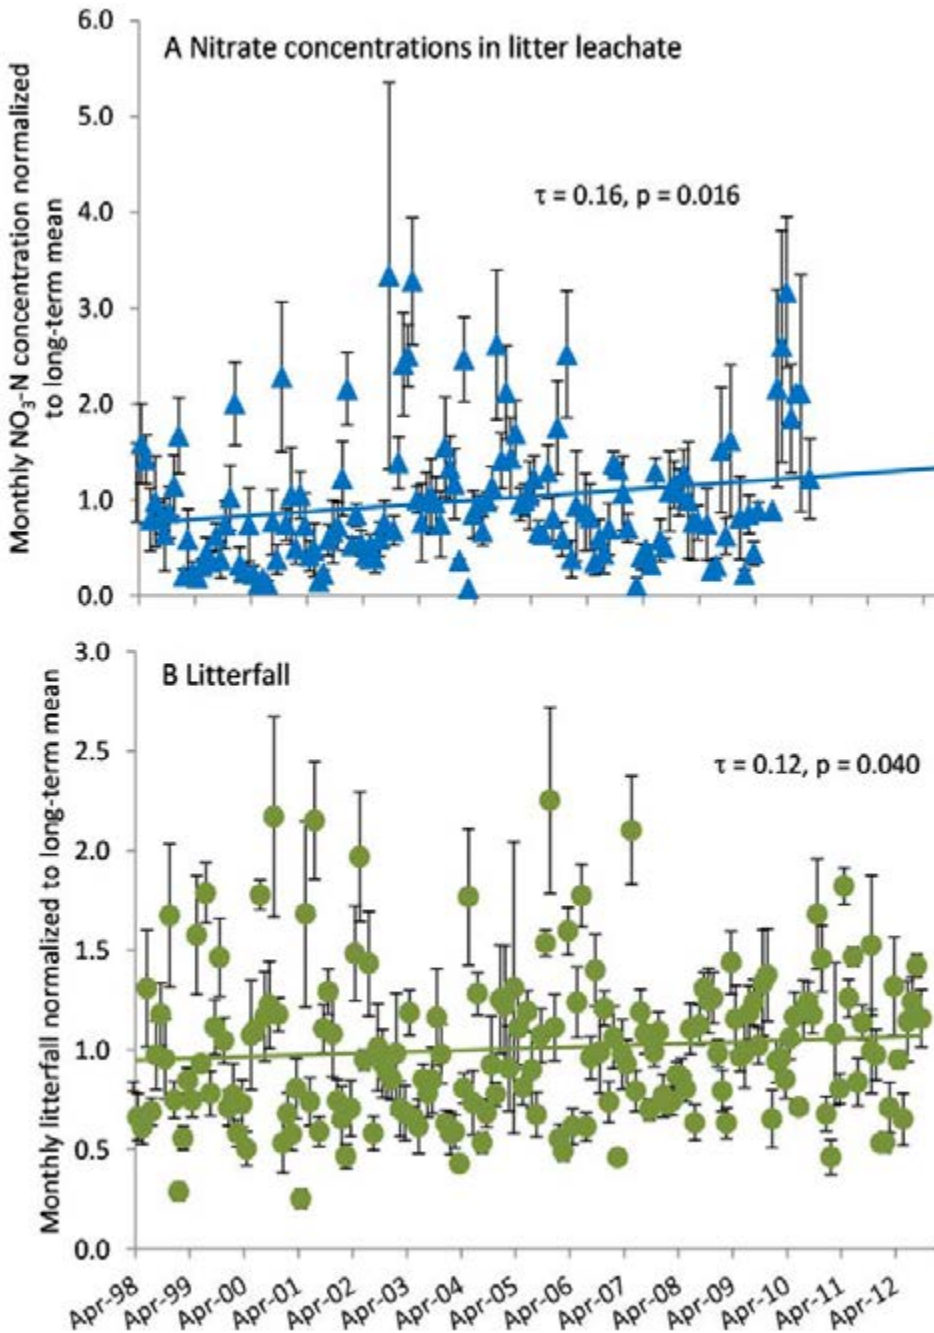 Monthly NO₃-N concentration normalized
to long-term mean
6.0
A Nitrate concentrations in litter leachate
5.0
τ = 0.16, p = 0.016
4.0
3.0
2.0
1.0
0.0
Monthly litterfall normalized to long-term mean
3.0
B Litterfall
2.5
τ = 0.12, p = 0.040
2.0
1.5
1.0
0.5
0.0
Apr-98
Apr-99
Apr-00
Apr-01
Apr-02
Apr-03
Apr-04
Apr-05
Apr-06
Apr-07
Apr-08
Apr-09
Apr-10
Apr-11
Apr-12